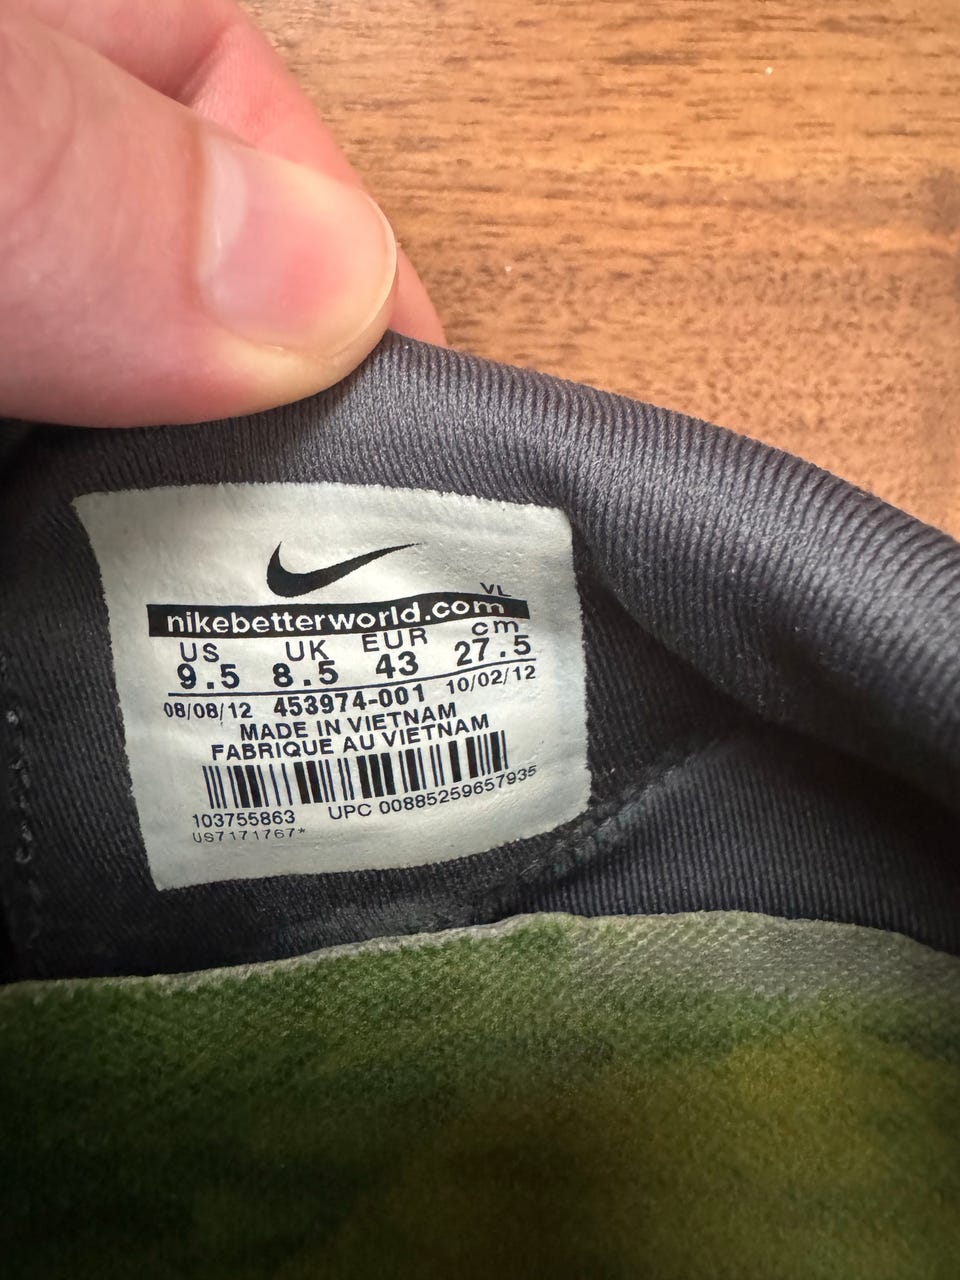 VL
nikebetterworld.com
US UK EUR cm
9.5 8.5 43 27.5
08/08/12 453974-001 10/02/12
MADE IN VIETNAM
FABRIQUE AU VIETNAM
103755863 UPC 00885259657935
US7171767*